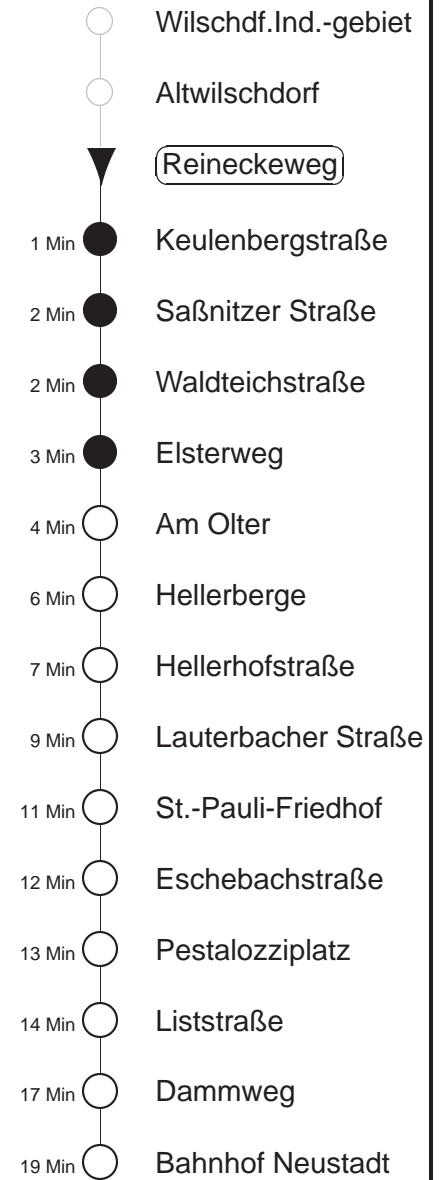 Wilschdf.Ind.-gebiet
Altwilschdorf
Reineckeweg
1 Min Keulenbergstraße
2 Min Saßnitzer Straße
2 Min Waldteichstraße
3 Min Elsterweg
4 Min Am Olter
6 Min Hellerberge
7 Min Hellerhofstraße
9 Min Lauterbacher Straße
11 Min St.-Pauli-Friedhof
12 Min Eschebachstraße
13 Min Pestalozziplatz
14 Min Liststraße
17 Min Dammweg
19 Min Bahnhof Neustadt